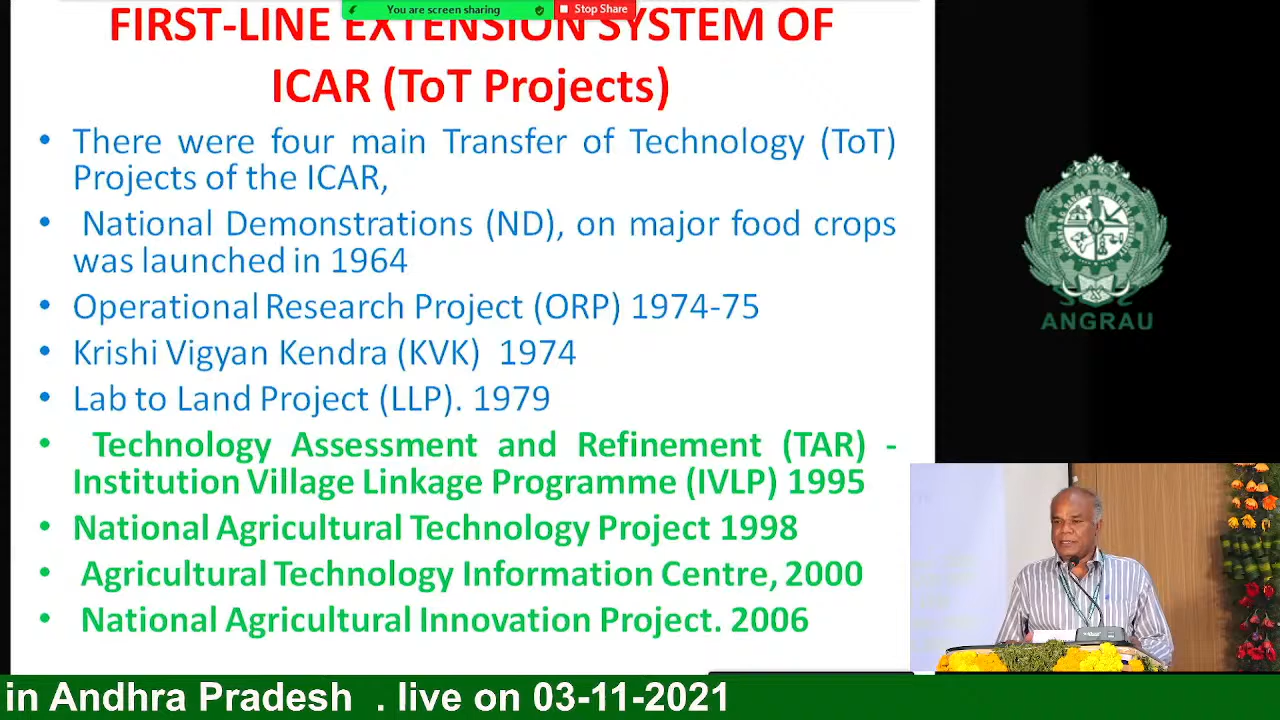 You are screen sharing
Stop Share
FIRST-LINE EXTENSION SYSTEM OF
ICAR (ToT Projects)
• There were four main Transfer of Technology (ToT)
Projects of the ICAR,
• National Demonstrations (ND), on major food crops
was launched in 1964
• Operational Research Project (ORP) 1974-75
• Krishi Vigyan Kendra (KVK) 1974
• Lab to Land Project (LLP). 1979
• Technology Assessment and Refinement (TAR) -
Institution Village Linkage Programme (IVLP) 1995
• National Agricultural Technology Project 1998
• Agricultural Technology Information Centre, 2000
• National Agricultural Innovation Project. 2006
ANGRAU
in Andhra Pradesh . live on 03-11-2021